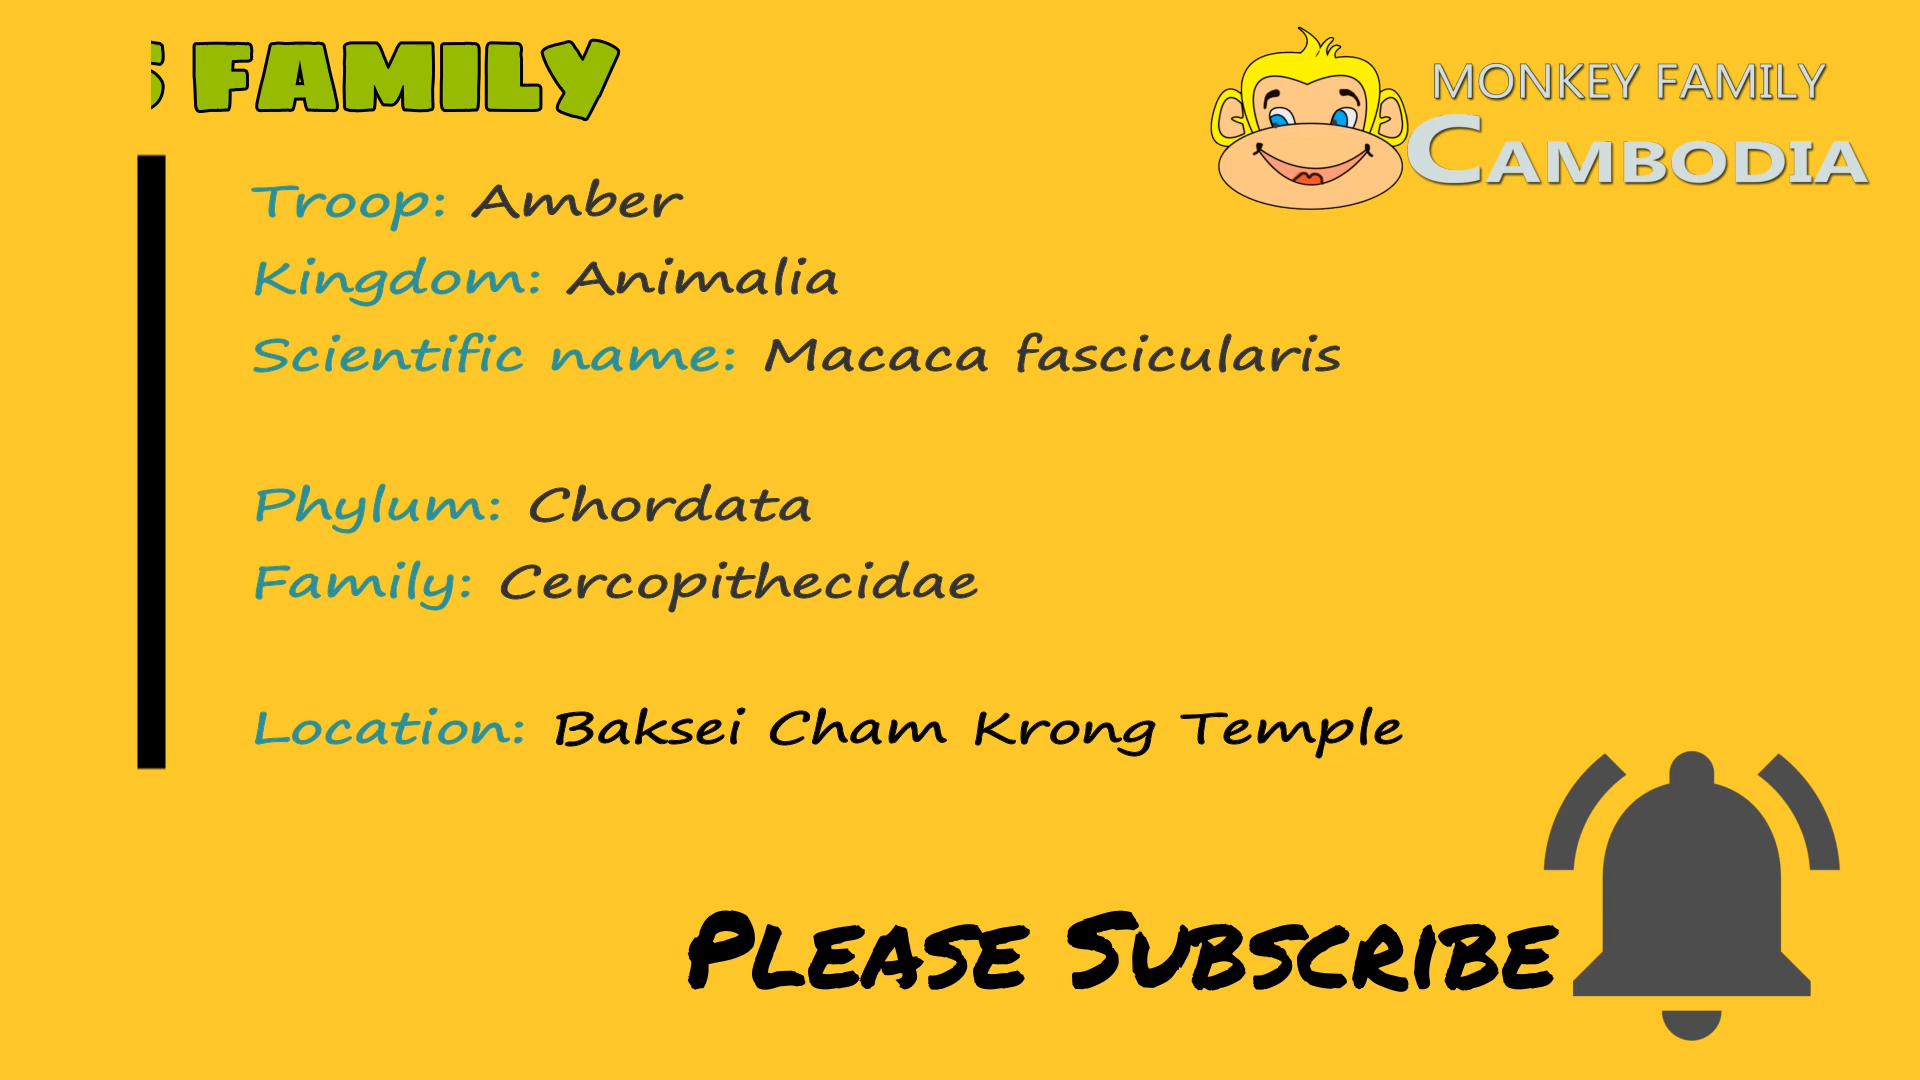 S FAMILY
MONKEY FAMILY
CAMBODIA
Troop: Amber
Kingdom: Animalia
Scientific name: Macaca fascicularis
Phylum: Chordata
Family: Cercopithecidae
Location: Baksei Cham Krong Temple
PLEASE SUBSCRIBE